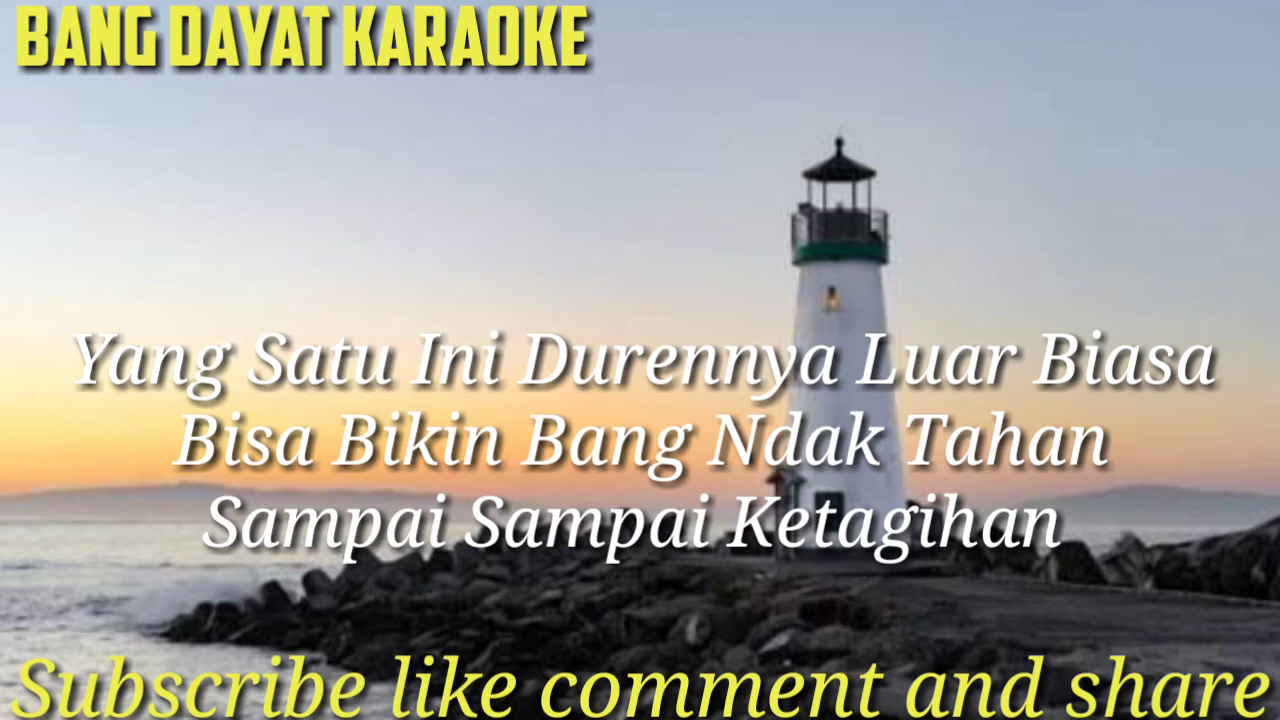 BANG DAYAT KARAOKE
Yang Satu Ini Durennya Luar Biasa
Bisa Bikin Bang Ndak Tahan
Sampai Sampai Ketagihan
Subscribe like comment and share